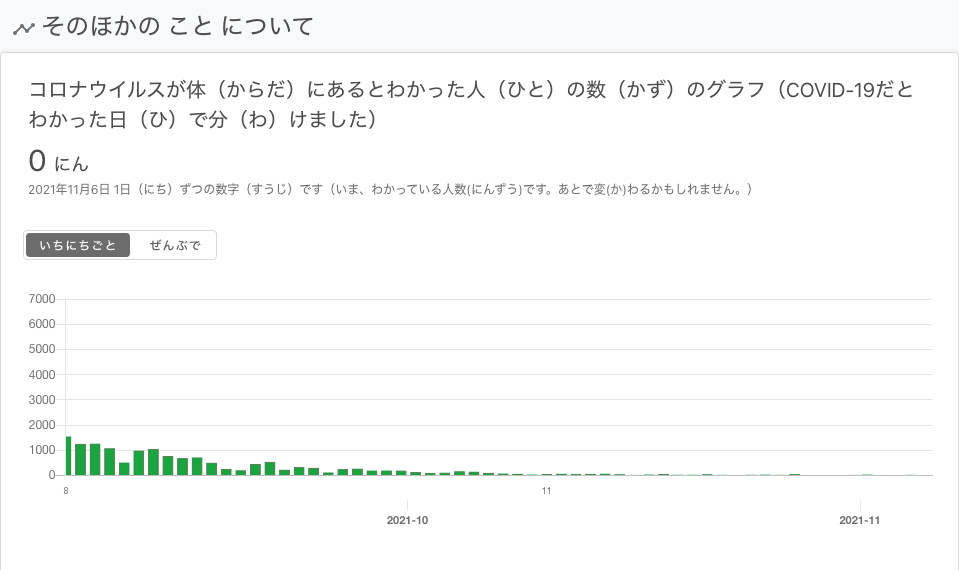 そのほかの こと について
コロナウイルスが体（からだ）にあるとわかった人（ひと）の数（かず）のグラフ（COVID-19だと
わかった日（ひ）で分（わ）けました）
0 にん
2021年11月6日 1日（にち）ずつの数字（すうじ）です（いま、わかっている人数(にんずう)です。あとで変(か)わるかもしれません。）
いちにちごと ぜんぶで
7000
6000
5000
4000
3000
2000
1000
0
8 11
2021-10 2021-11